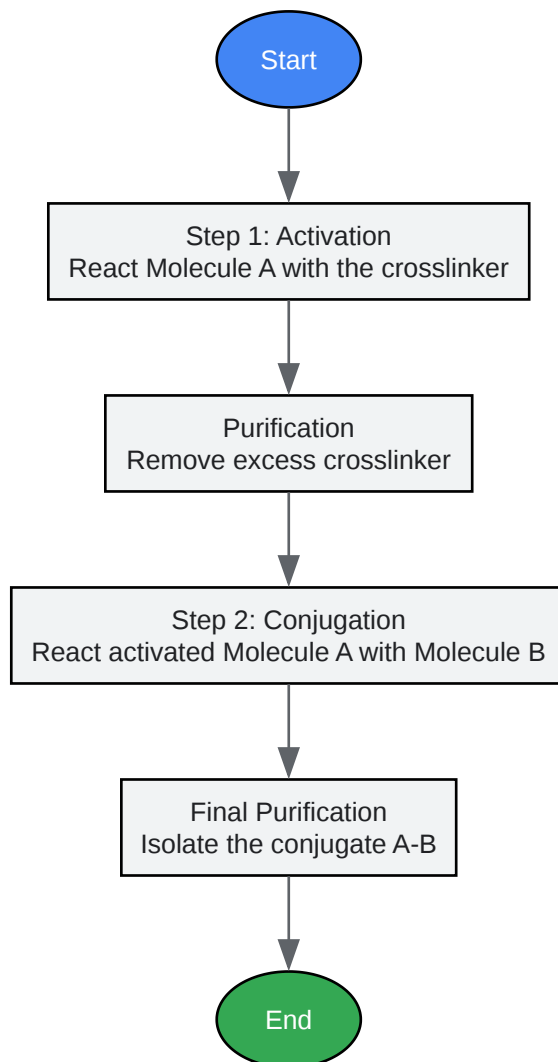 Start
Step 1: Activation
React Molecule A with the crosslinker
Purification
Remove excess crosslinker
Step 2: Conjugation
React activated Molecule A with Molecule B
Final Purification
Isolate the conjugate A-B
End